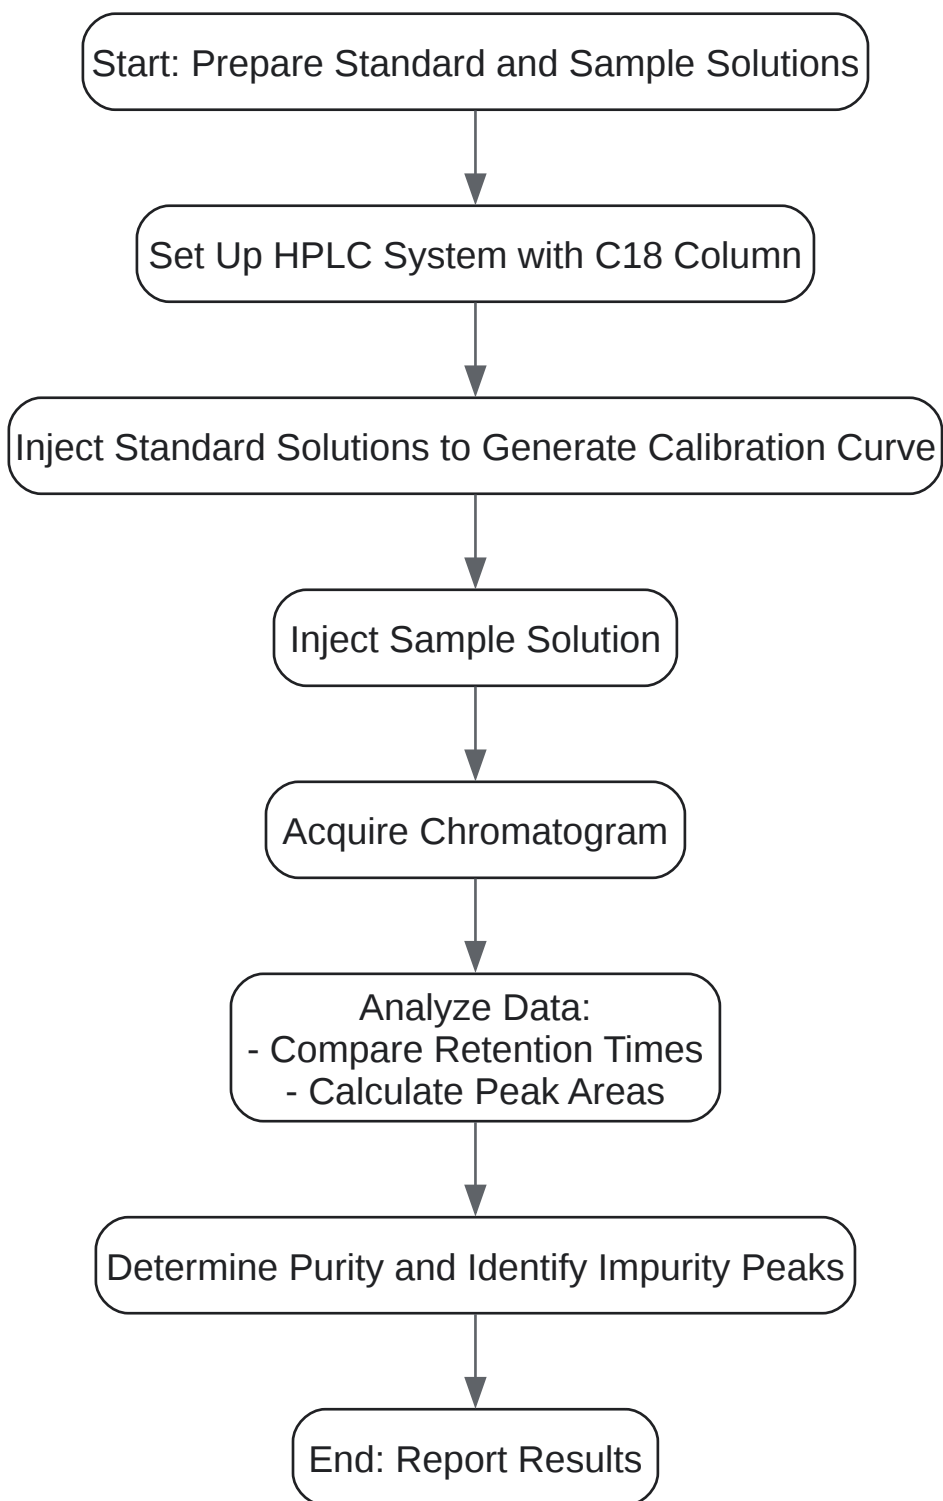 Start: Prepare Standard and Sample Solutions
Set Up HPLC System with C18 Column
Inject Standard Solutions to Generate Calibration Curve
Inject Sample Solution
Acquire Chromatogram
Analyze Data:
- Compare Retention Times
- Calculate Peak Areas
Determine Purity and Identify Impurity Peaks
End: Report Results